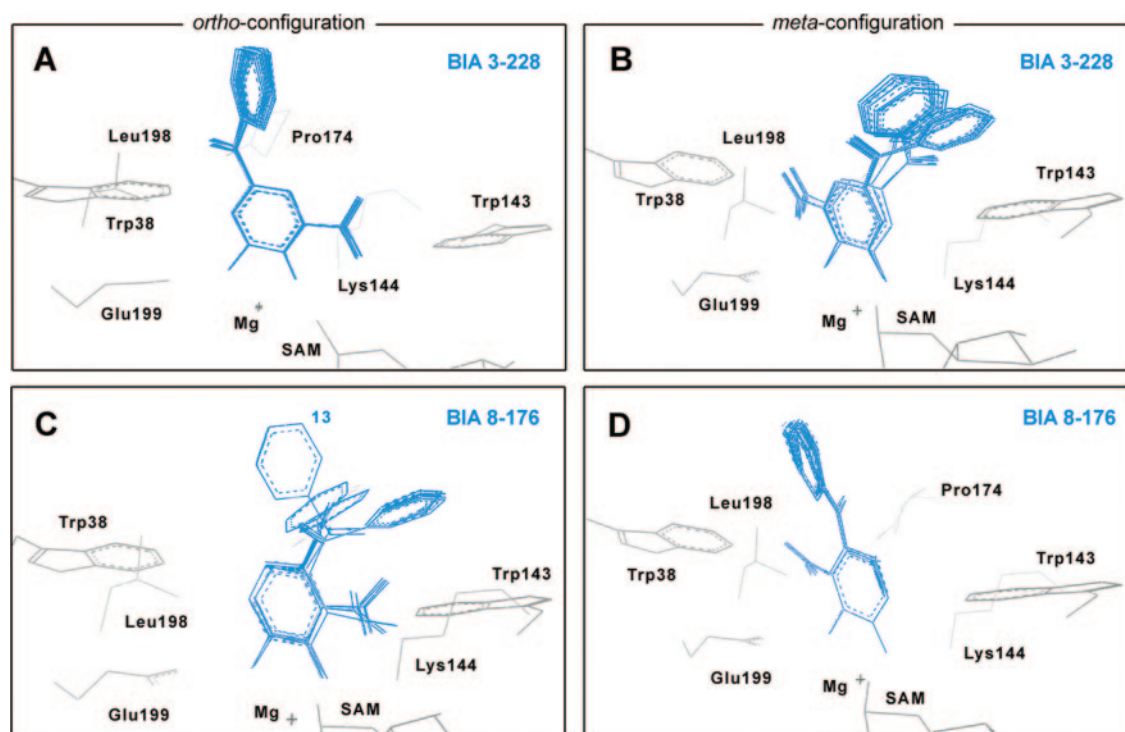 ortho-configuration
meta-configuration
A
BIA 3-228
Leu198
Pro174
Trp38
Trp143
Glu199
Lys144
Mg
+
SAM
B
BIA 3-228
Leu198
Trp143
Trp38
Glu199
Lys144
Mg +
SAM
C
13
BIA 8-176
Trp38
Trp143
Leu198
Lys144
Glu199
Mg +
SAM
D
BIA 8-176
Leu198
Pro174
Trp38
Trp143
Glu199
Lys144
Mg +
SAM